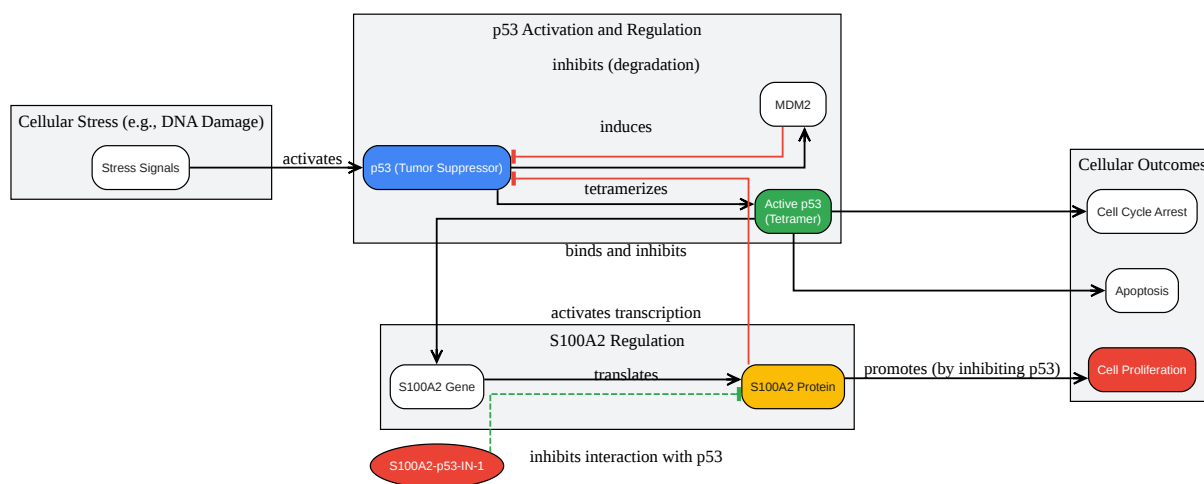 p53 Activation and Regulation
inhibits (degradation)
MDM2
Cellular Stress (e.g., DNA Damage)
induces
Stress Signals
activates
p53 (Tumor Suppressor)
Cellular Outcomes
tetramerizes
Active p53
(Tetramer)
Cell Cycle Arrest
binds and inhibits
Apoptosis
activates transcription
S100A2 Regulation
S100A2 Gene
translates
S100A2 Protein
promotes (by inhibiting p53)
Cell Proliferation
S100A2-p53-IN-1
inhibits interaction with p53